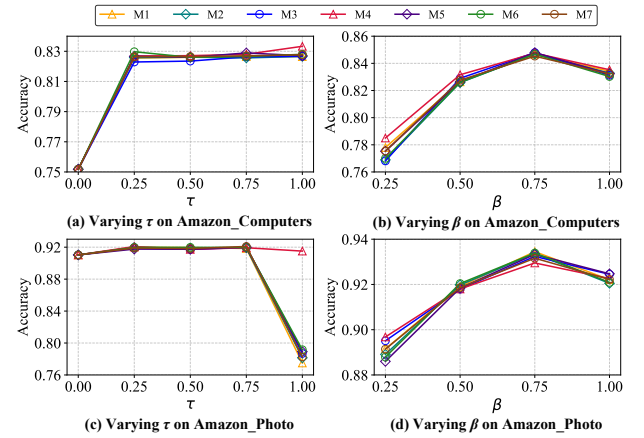 M1 M2 M3 M4 M5 M6 M7
0.83
0.81
0.79
0.77
0.75
Accuracy
0.00 0.25 0.50 0.75 1.00
τ
(a) Varying τ on Amazon_Computers
0.86
0.84
0.82
0.80
0.78
0.76
Accuracy
0.25 0.50 0.75 1.00
β
(b) Varying β on Amazon_Computers
0.92
0.88
0.84
0.80
0.76
Accuracy
0.00 0.25 0.50 0.75 1.00
τ
(c) Varying τ on Amazon_Photo
0.94
0.92
0.90
0.88
Accuracy
0.25 0.50 0.75 1.00
β
(d) Varying β on Amazon_Photo